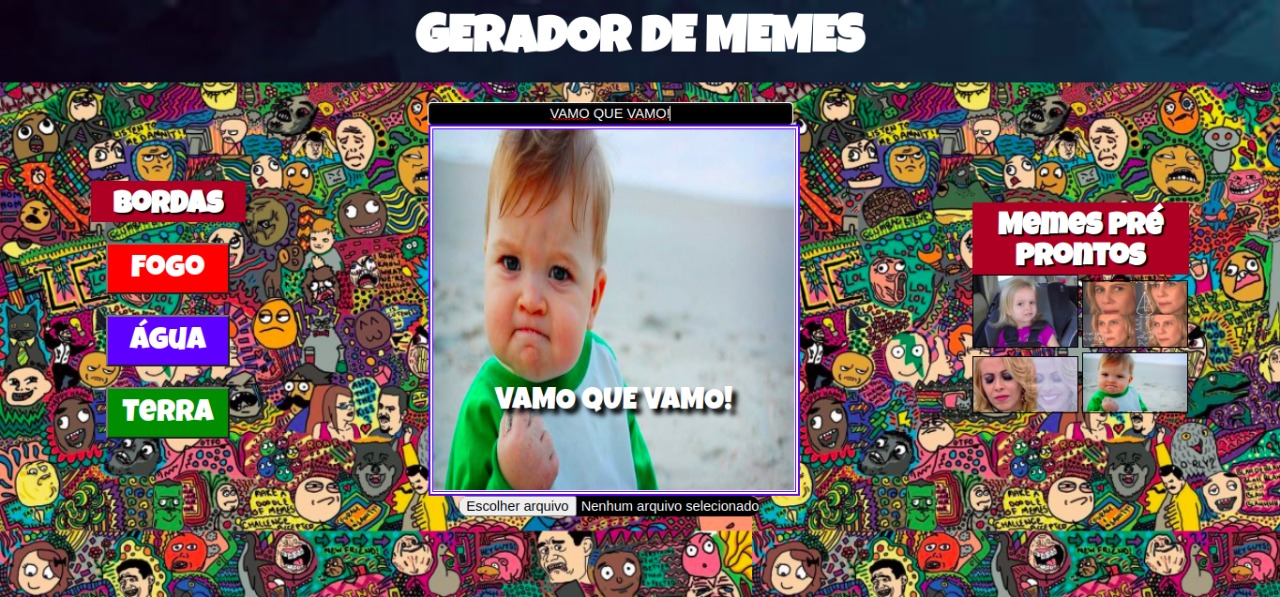 GERADOR DE MEMES
VAMO QUE VAMO!
BORDAS
FOGO
ÁGUA
TERRA
VAMO QUE VAMO!
Memes Pré
prontos
Escolher arquivo Nenhum arquivo selecionado